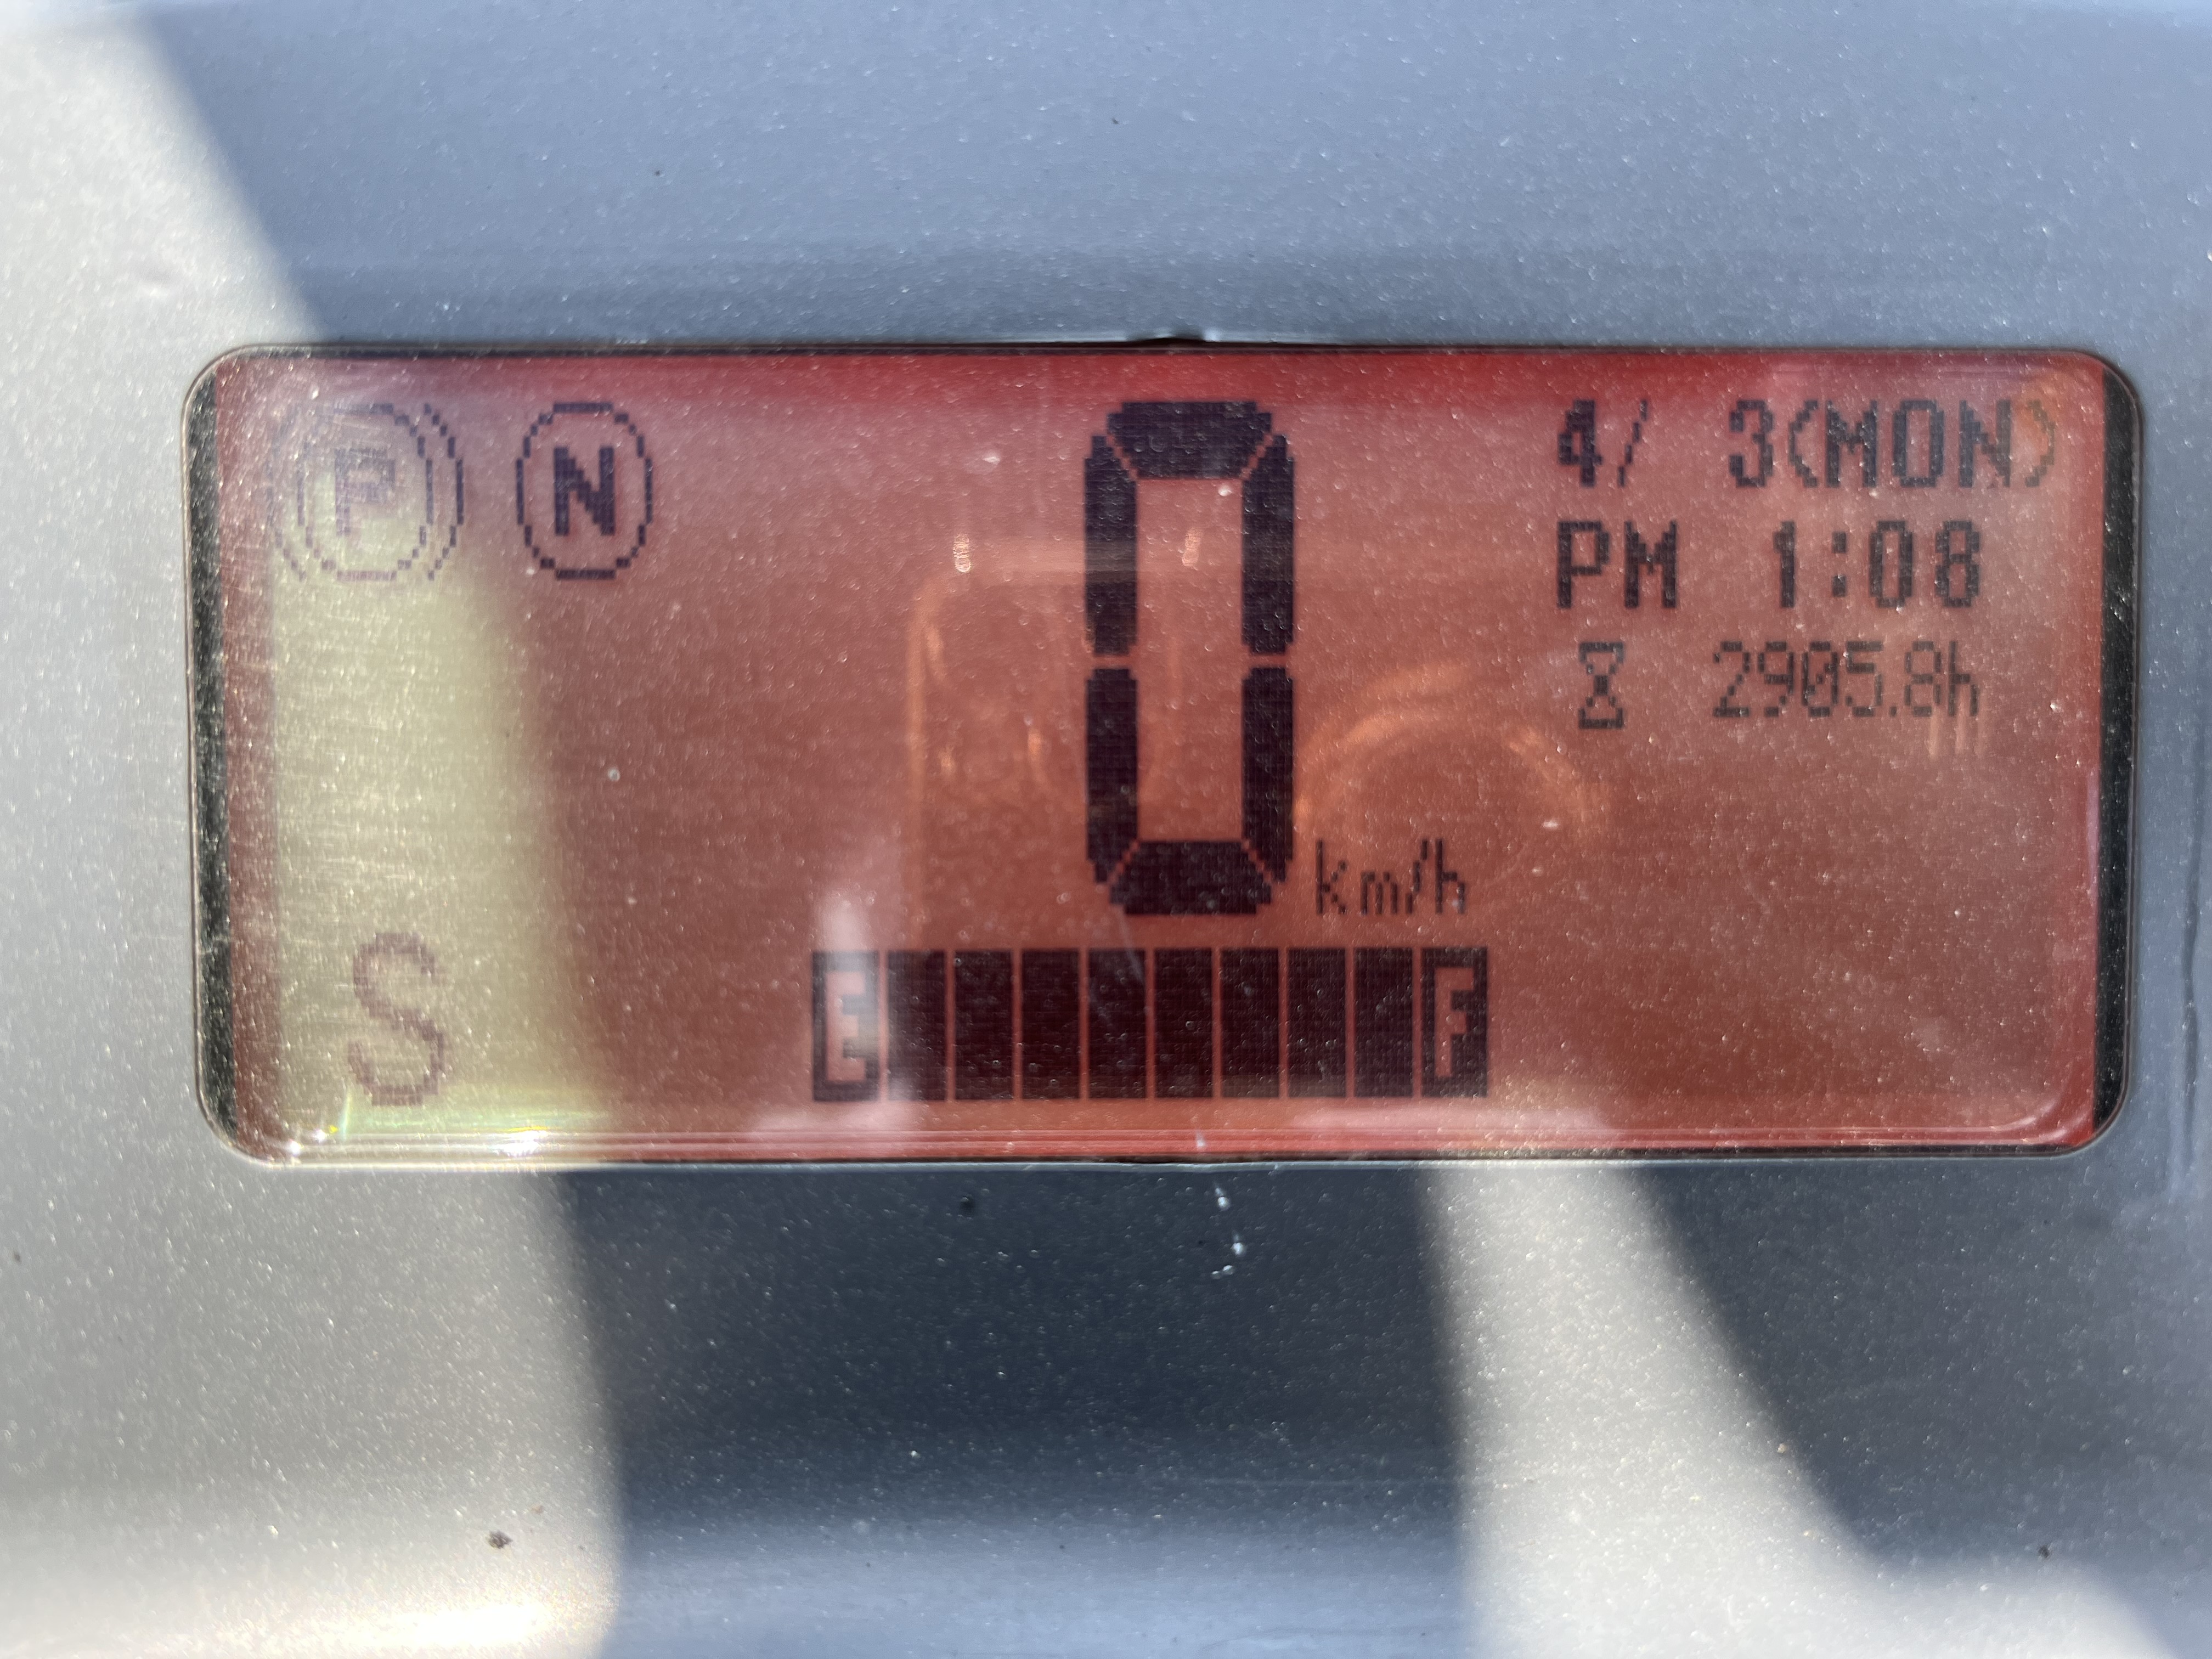 P N
4/ 3(MON)
PM 1:08
2905.8h
0 km/h
S
E F